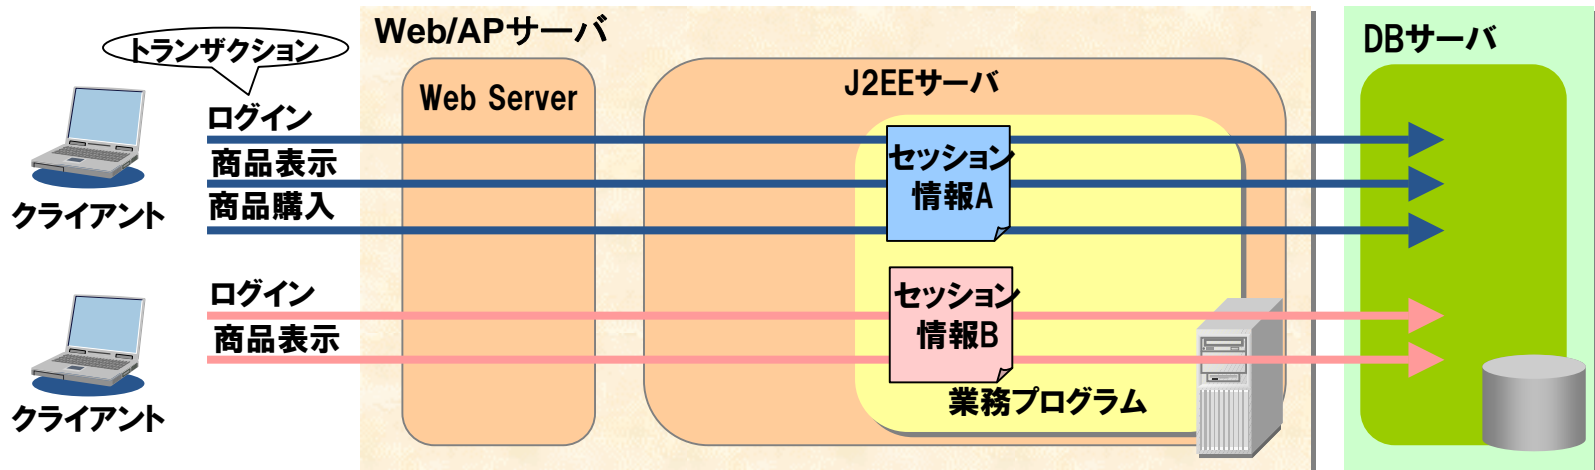 Web/APサーバ
DBサーバ
トランザクション
Web Server
J2EEサーバ
ログイン
商品表示
商品購入
セッション
情報A
クライアント
ログイン
商品表示
セッション
情報B
業務プログラム
クライアント